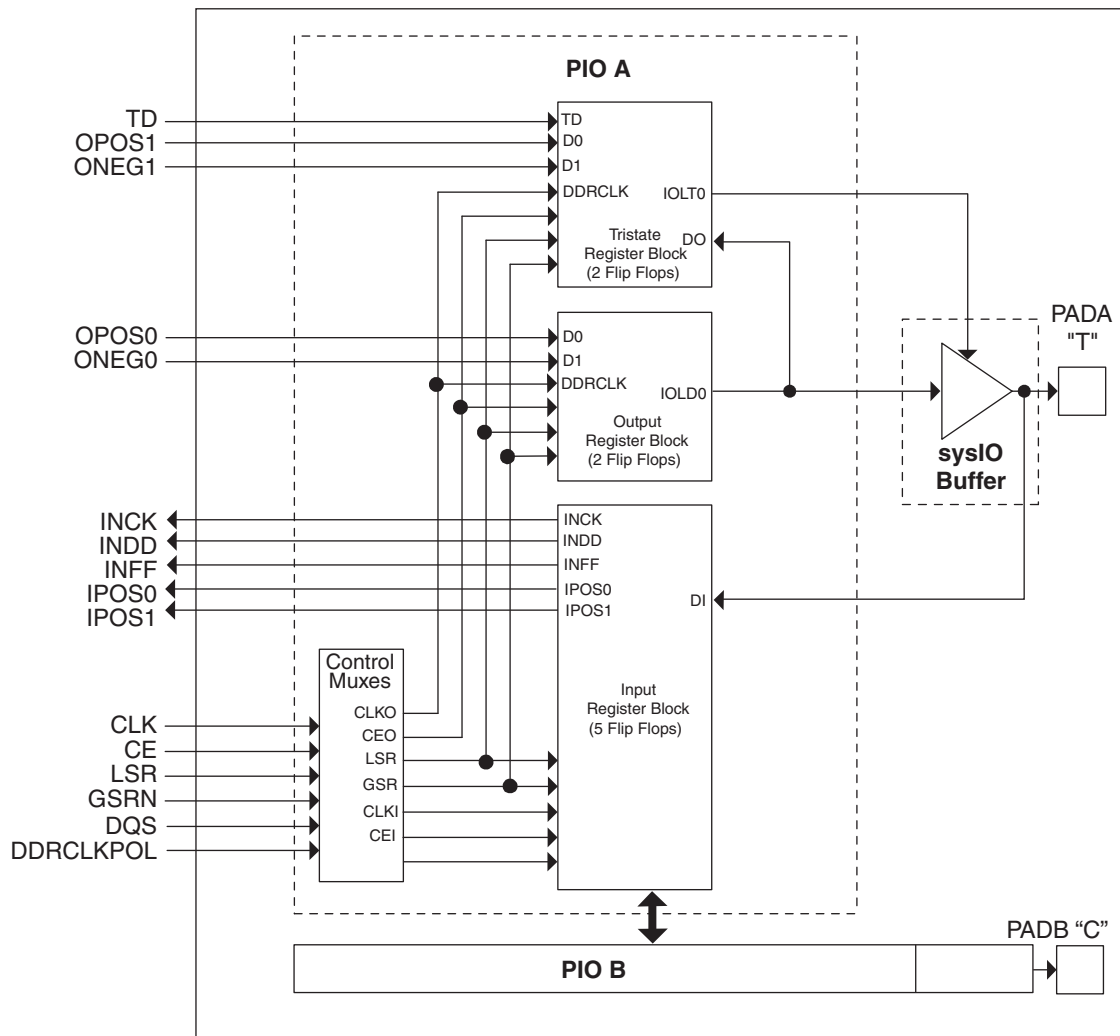 PIO A
TD
OPOS1
ONEG1
TD
D0
D1
DDRCLK
IOLT0
DO
Tristate
Register Block
(2 Flip Flops)
OPOS0
ONEG0
D0
D1
DDRCLK
IOLD0
Output
Register Block
(2 Flip Flops)
PADA
"T"
sysIO
Buffer
INCK
INDD
INFF
IPOS0
IPOS1
INCK
INDD
INFF
IPOS0
IPOS1
DI
Input
Register Block
(5 Flip Flops)
Control
Muxes
CLKO
CEO
LSR
GSR
CLKI
CEI
CLK
CE
LSR
GSRN
DQS
DDRCLKPOL
PADB “C”
PIO B